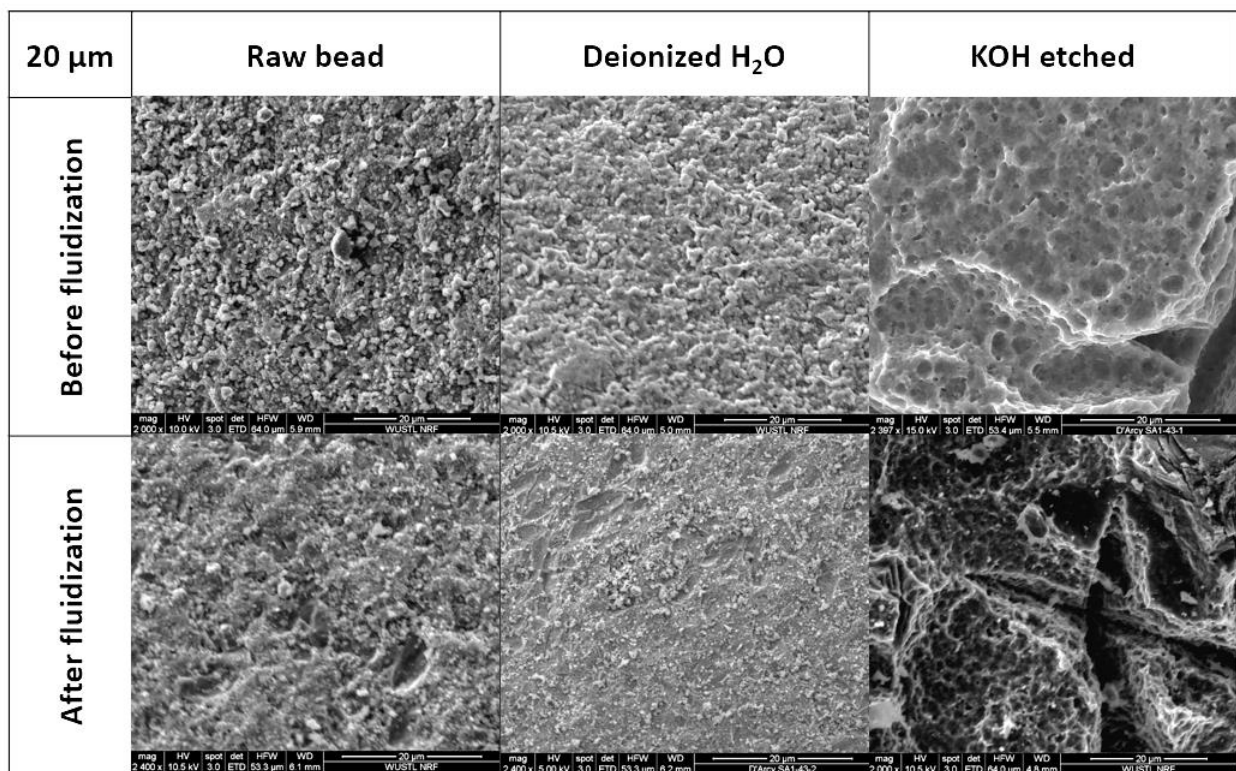 20 µm Raw bead Deionized H₂O KOH etched
Before fluidization
mag HV spot det HFW WD 20 µm
2 000 x 10.0 kV 3.0 ETD 64.0 µm 5.9 mm WUSTL NRF
mag HV spot det HFW WD 20 µm
2 000 x 10.5 kV 3.0 ETD 64.0 µm 5.0 mm WUSTL NRF
mag HV spot det HFW WD 20 µm
2 397 x 15.0 kV 3.0 ETD 53.4 µm 5.5 mm D'Arcy SA1-43-1
After fluidization
mag HV spot det HFW WD 20 µm
2 400 x 10.5 kV 3.0 ETD 53.3 µm 6.1 mm WUSTL NRF
mag HV spot det HFW WD 20 µm
2 400 x 5.00 kV 3.0 ETD 53.3 µm 6.2 mm D'Arcy SA1-43-2
mag HV spot det HFW WD 20 µm
2 000 x 10.5 kV 3.0 ETD 64.0 µm 4.8 mm WUSTL NRF